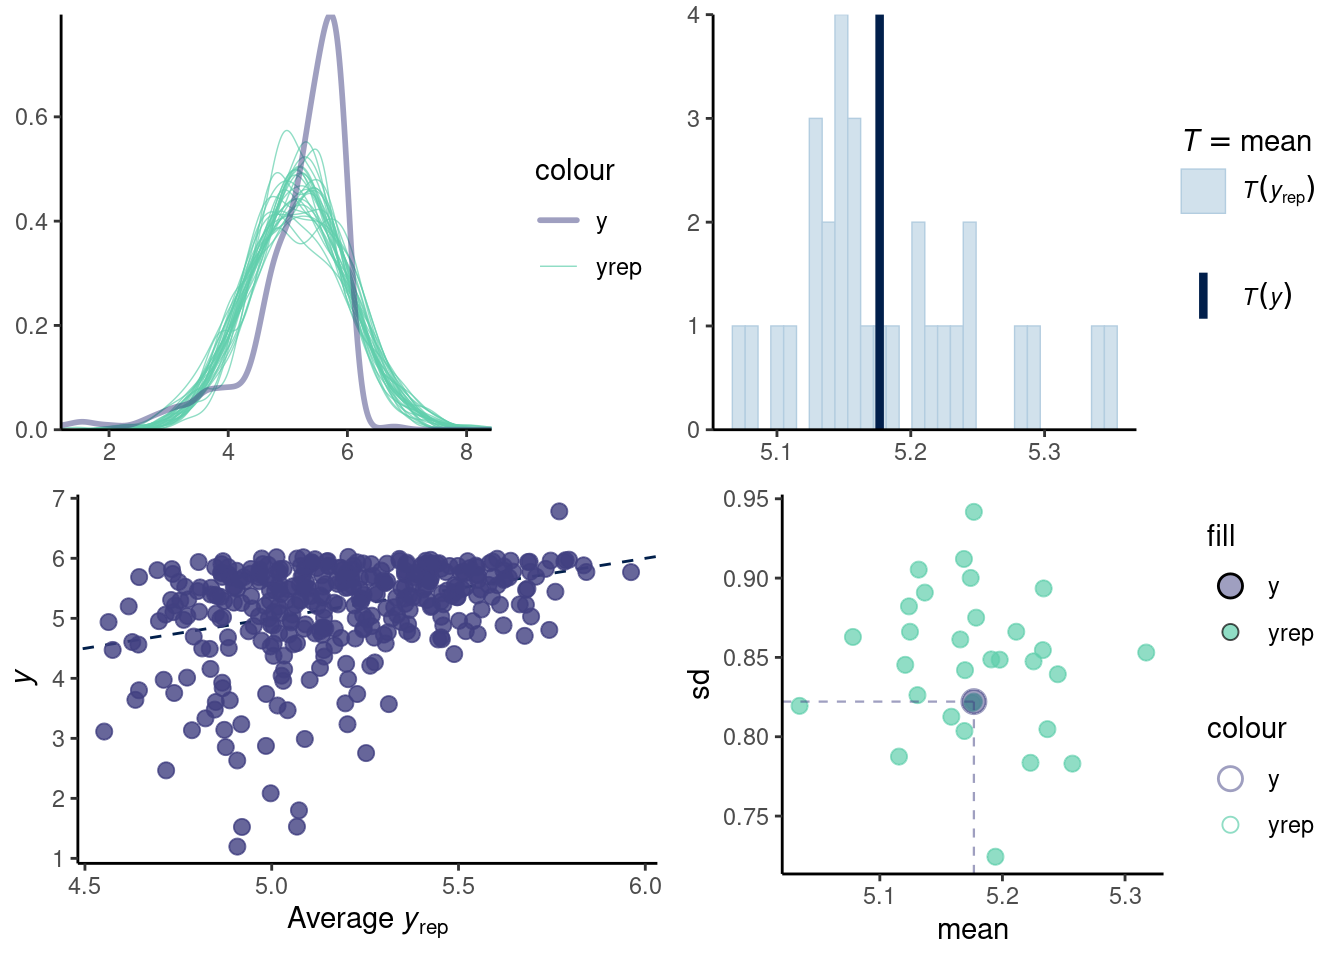 0.6
0.4
0.2
0.0
2 4 6 8
colour
y
yrep
4
3
2
1
0
5.1 5.2 5.3
T = mean
T(yrep)
T(y)
7
6
5
4
3
2
1
y
4.5 5.0 5.5 6.0
Average yrep
0.95
0.90
0.85
0.80
0.75
sd
5.1 5.2 5.3
mean
fill
y
yrep
colour
y
yrep